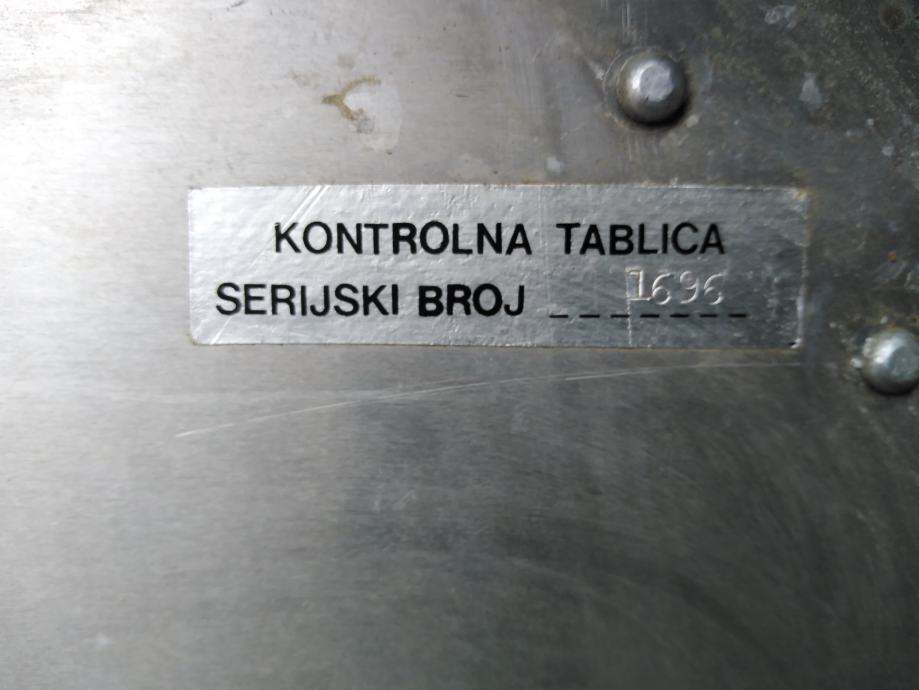 KONTROLNA TABLICA
SERIJSKI BROJ 1696